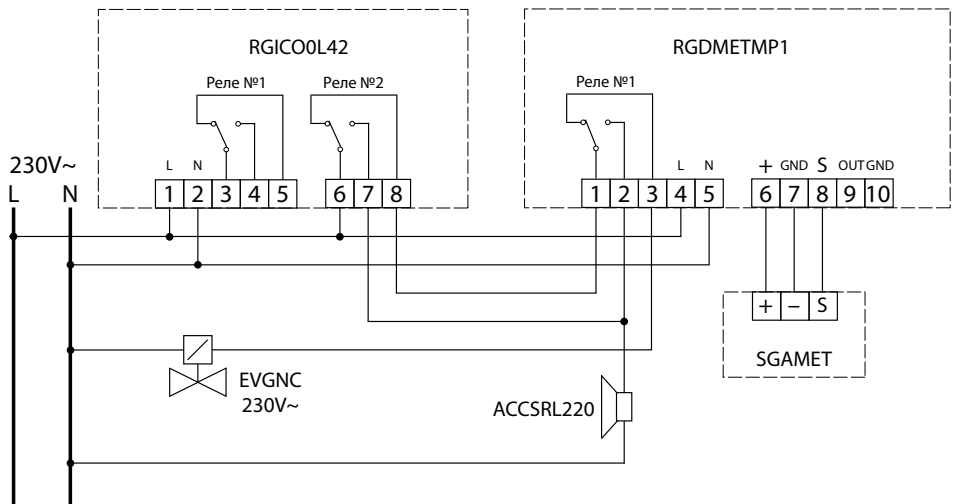 RGICO0L42
Реле №1 Реле №2
L N
1 2 3 4 5 6 7 8
RGDMETMP1
Реле №1
L N + GND S OUT GND
1 2 3 4 5 6 7 8 9 10
230V~
L N
+ – S
SGAMET
EVGNC
230V~
ACCSRL220